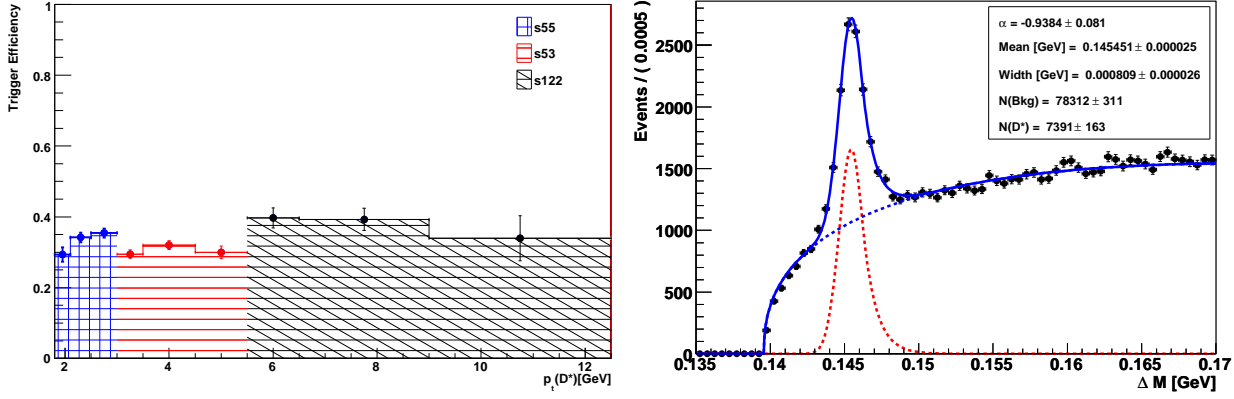 Trigger Efficiency
1
0.8
0.6
0.4
0.2
0
s55
s53
s122
2 4 6 8 10 12
p_t(D*)[GeV]
Events / ( 0.0005 )
2500
2000
1500
1000
500
0
α = -0.9384 ± 0.081
Mean [GeV] = 0.145451 ± 0.000025
Width [GeV] = 0.000809 ± 0.000026
N(Bkg) = 78312 ± 311
N(D*) = 7391 ± 163
0.135 0.14 0.145 0.15 0.155 0.16 0.165 0.17
Δ M [GeV]